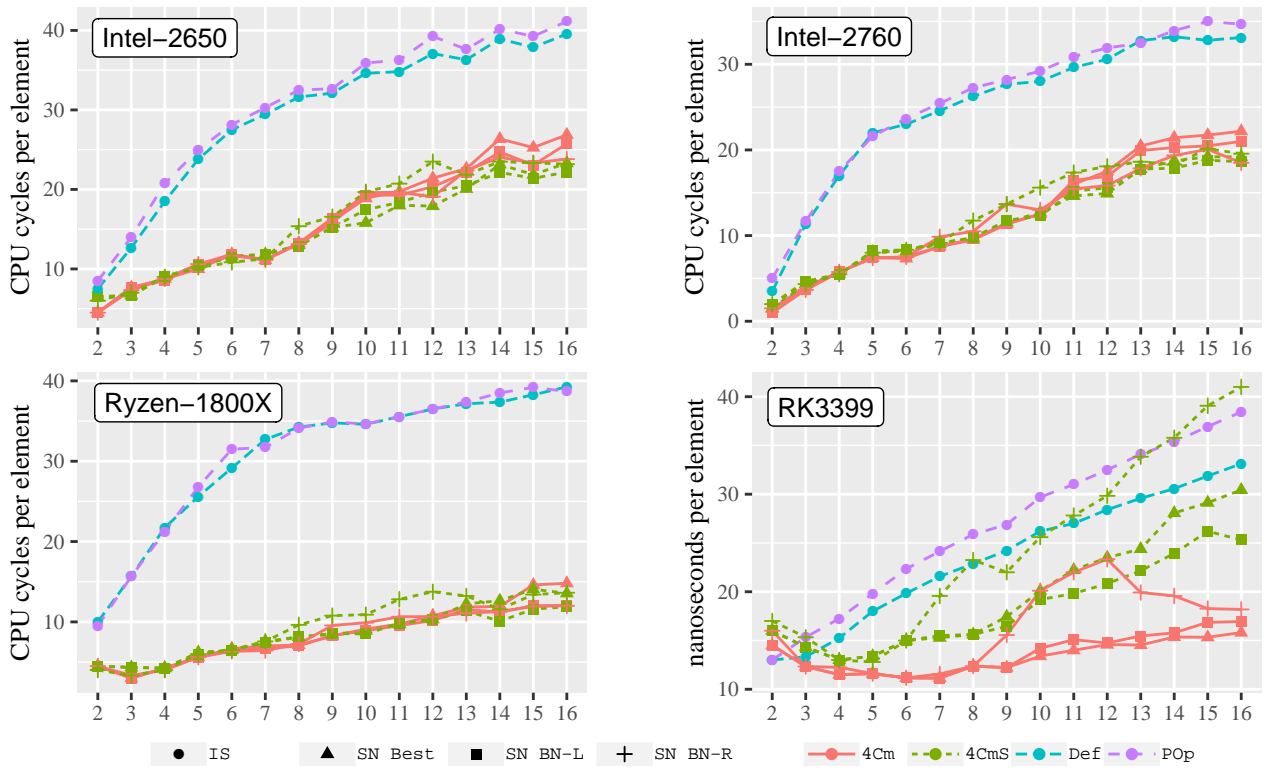 Intel−2650
CPU cycles per element
40
30
20
10
2 3 4 5 6 7 8 9 10 11 12 13 14 15 16
Intel−2760
CPU cycles per element
30
20
10
0
2 3 4 5 6 7 8 9 10 11 12 13 14 15 16
Ryzen−1800X
CPU cycles per element
40
30
20
10
2 3 4 5 6 7 8 9 10 11 12 13 14 15 16
RK3399
nanoseconds per element
40
30
20
10
2 3 4 5 6 7 8 9 10 11 12 13 14 15 16
IS SN Best SN BN-L SN BN-R 4Cm 4CmS Def POp